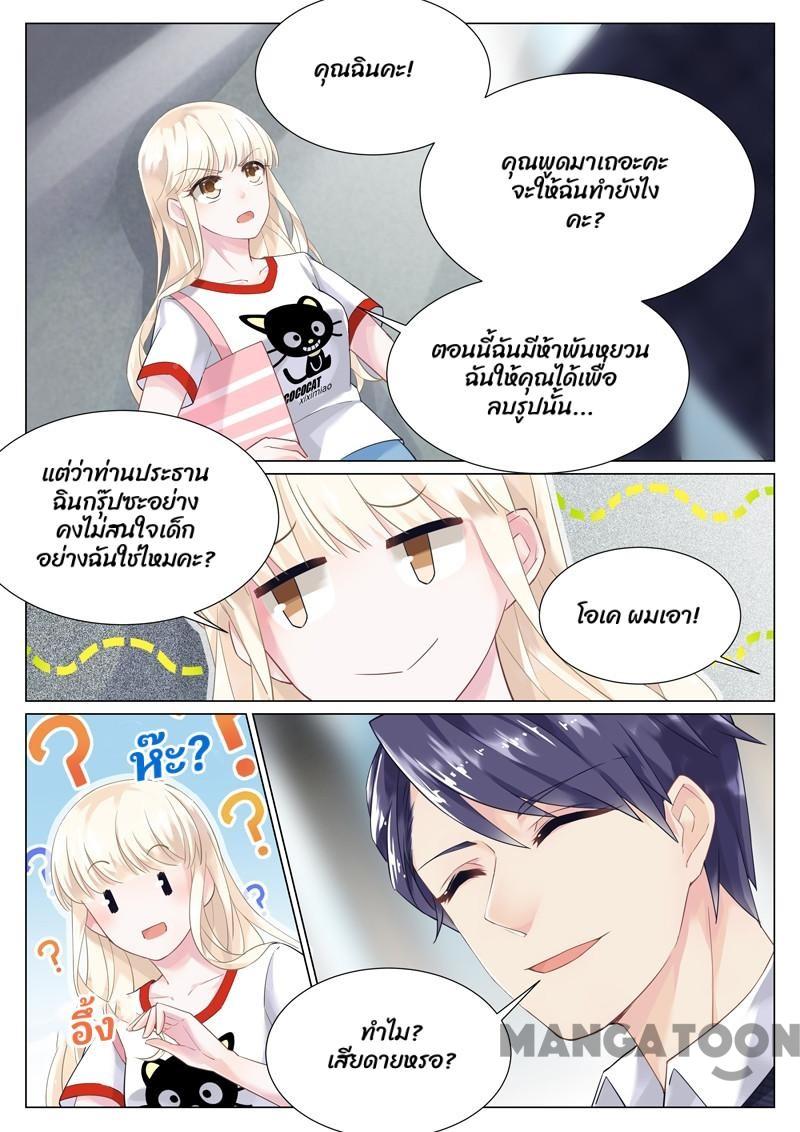 คุณฉินคะ!
คุณพูดมาเถอะคะ
จะให้ฉันทำยังไง
คะ?
ตอนนี้ฉันมีห้าพันหยวน
ฉันให้คุณได้เพื่อ
ลบรูปนั้น...
COCOCAT
xiximiao
แต่ว่าท่านประธาน
ฉินกรุ๊ปซะอย่าง
คงไม่สนใจเด็ก
อย่างฉันใช่ไหมคะ?
โอเค ผมเอา!
ห๊ะ?
อึ้ง
ทำไม?
เสียดายหรอ?
MANGATOON